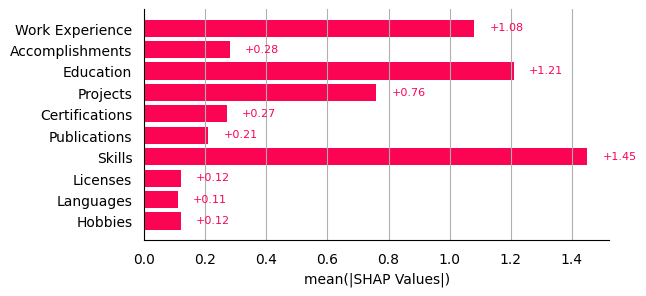 Work Experience +1.08
Accomplishments +0.28
Education +1.21
Projects +0.76
Certifications +0.27
Publications +0.21
Skills +1.45
Licenses +0.12
Languages +0.11
Hobbies +0.12
0.0 0.2 0.4 0.6 0.8 1.0 1.2 1.4
mean(|SHAP Values|)